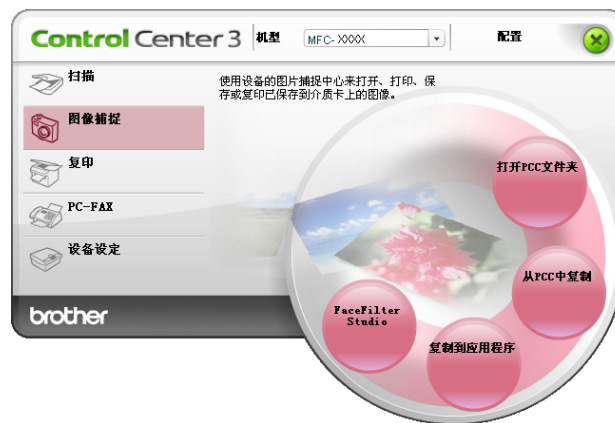 Control Center 3
机型
MFC- XXXX
配置
扫描
图像捕捉
复印
PC-FAX
设备设定
使用设备的图片捕捉中心来打开、打印、保
存或复印已保存到介质卡上的图像。
打开PCC文件夹
从PCC中复制
复制到应用程序
FaceFilter
Studio
brother